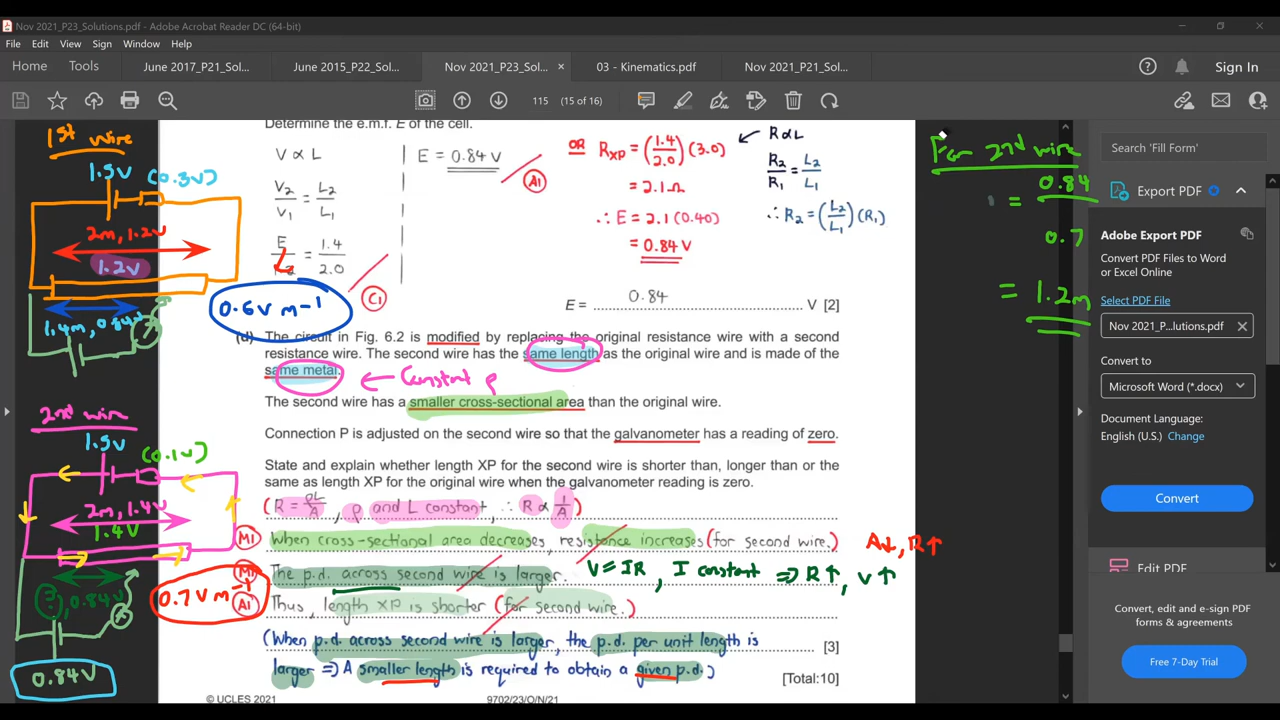 Nov 2021_P23_Solutions.pdf - Adobe Acrobat Reader DC (64-bit)
File Edit View Sign Window Help
Home Tools June 2017_P21_Sol... June 2015_P22_Sol... Nov 2021_P23_Sol... × 03 - Kinematics.pdf Nov 2021_P21_Sol... Sign In
115 (15 of 16)
Determine the e.m.f. E of the cell.
V ∝ L
V2/V1 = L2/L1
E/ = 1.4/2.0
C1
E = 0.84 V
A1
OR R_XP = (1.4/2.0)(3.0)
= 2.1 Ω
∴ E = 2.1 (0.40)
= 0.84 V
R ∝ L
R2/R1 = L2/L1
∴ R2 = (L2/L1)(R1)
E = 0.84 V [2]
1st wire
1.5V (0.3V)
2m, 1.2V
1.2V
1.4m, 0.84V
0.6 V m⁻¹
(d) The circuit in Fig. 6.2 is modified by replacing the original resistance wire with a second
resistance wire. The second wire has the same length as the original wire and is made of the
same metal.
← Constant ρ
The second wire has a smaller cross-sectional area than the original wire.
Connection P is adjusted on the second wire so that the galvanometer has a reading of zero.
State and explain whether length XP for the second wire is shorter than, longer than or the
same as length XP for the original wire when the galvanometer reading is zero.
(R = ρL/A, ρ and L constant, ∴ R ∝ 1/A)
M1 When cross-sectional area decreases, resistance increases (for second wire.) A↓, R↑
M1 The p.d. across second wire is larger. V = IR, I constant ⇒ R↑, V↑
A1 Thus, length XP is shorter (for second wire.)
(When p.d. across second wire is larger, the p.d. per unit length is [3]
larger ⇒ A smaller length is required to obtain a given p.d.)
[Total:10]
© UCLES 2021 9702/23/O/N/21
2nd wire
1.5V (0.1V)
2m, 1.4V
1.4V
?, 0.84V
0.7 V m⁻¹
0.84V
For 2nd wire
= 0.84
0.7
= 1.2m
Search 'Fill Form'
Export PDF
Adobe Export PDF
Convert PDF Files to Word
or Excel Online
Select PDF File
Nov 2021_P...lutions.pdf ×
Convert to
Microsoft Word (*.docx)
Document Language:
English (U.S.) Change
Convert
Edit PDF
Convert, edit and e-sign PDF
forms & agreements
Free 7-Day Trial